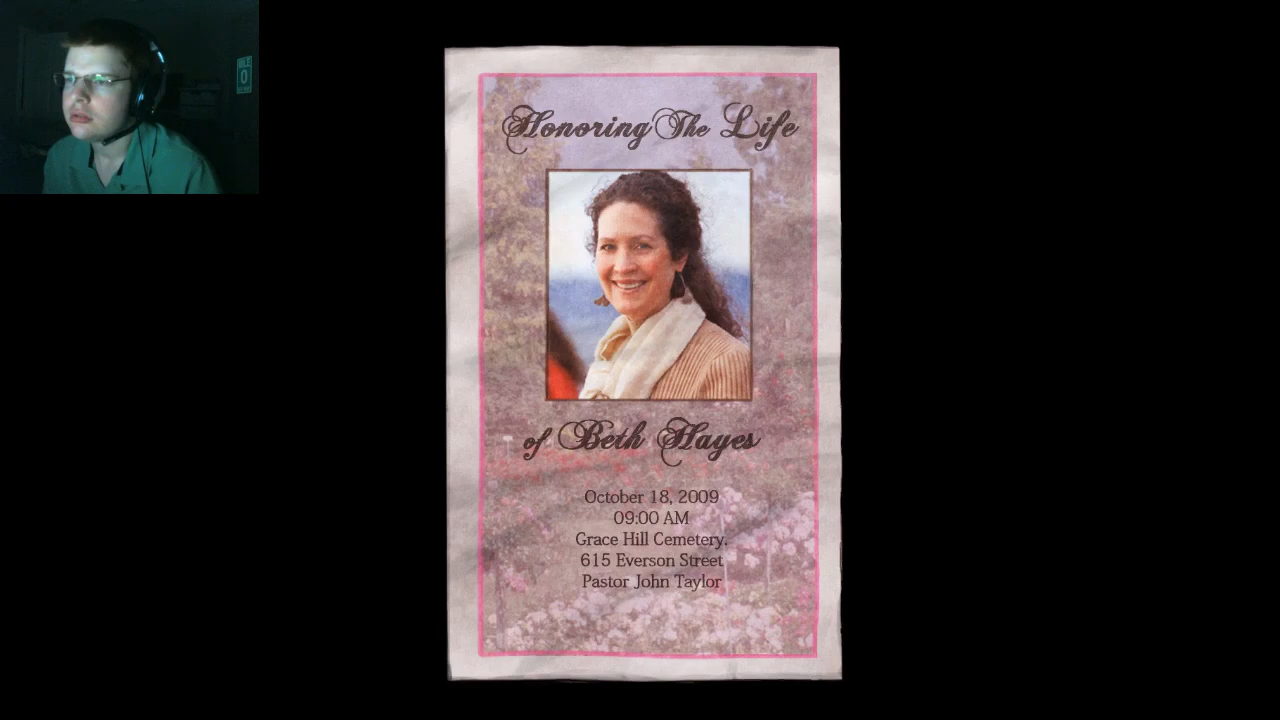 Honoring The Life
of Beth Hayes
October 18, 2009
09:00 AM
Grace Hill Cemetery.
615 Everson Street
Pastor John Taylor